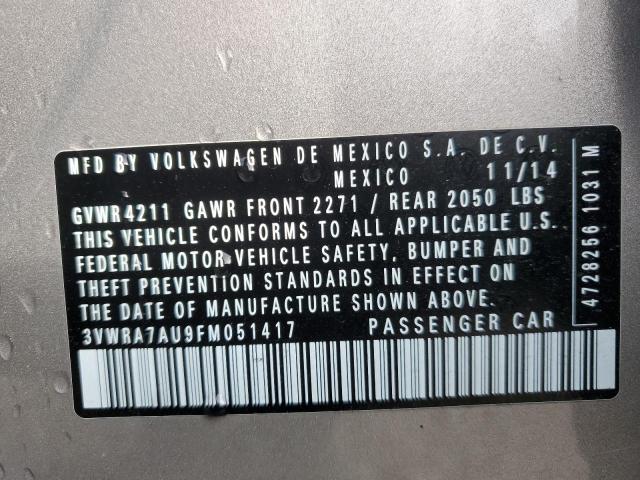 MFD BY VOLKSWAGEN DE MEXICO S.A. DE C.V.
MEXICO 11/14
GVWR4211 GAWR FRONT 2271 / REAR 2050 LBS
THIS VEHICLE CONFORMS TO ALL APPLICABLE U.S.
FEDERAL MOTOR VEHICLE SAFETY, BUMPER AND
THEFT PREVENTION STANDARDS IN EFFECT ON
THE DATE OF MANUFACTURE SHOWN ABOVE.
3VWRA7AU9FM051417 PASSENGER CAR
4728256 1031 M